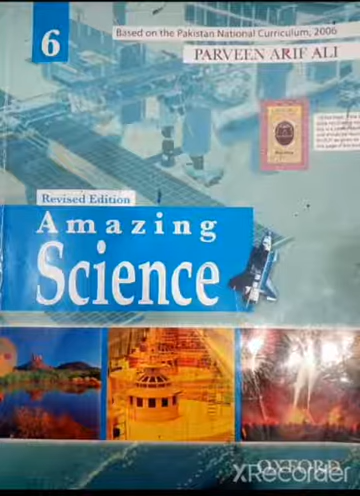 6
Based on the Pakistan National Curriculum, 2006
PARVEEN ARIF ALI
Revised Edition
Amazing
Science
OXFORD
XRecorder